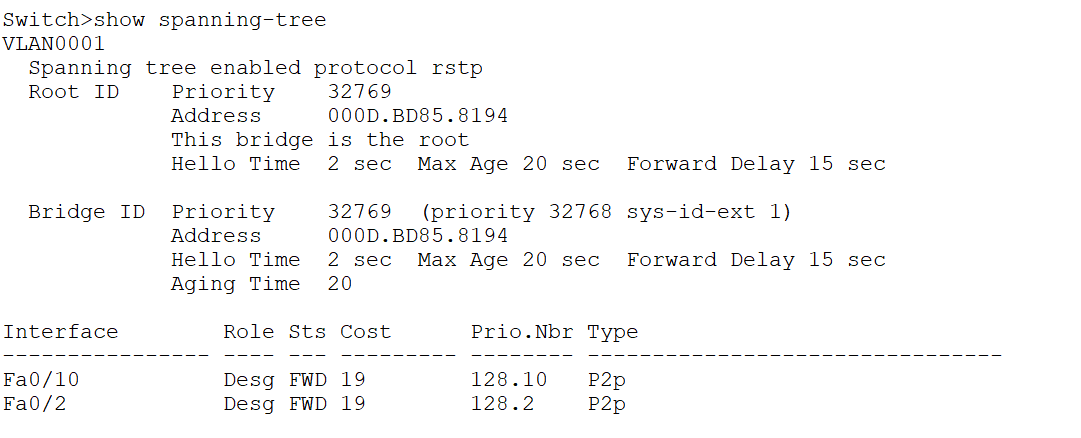 Switch>show spanning-tree
VLAN0001
  Spanning tree enabled protocol rstp
  Root ID    Priority    32769
             Address     000D.BD85.8194
             This bridge is the root
             Hello Time  2 sec  Max Age 20 sec  Forward Delay 15 sec

  Bridge ID  Priority    32769  (priority 32768 sys-id-ext 1)
             Address     000D.BD85.8194
             Hello Time  2 sec  Max Age 20 sec  Forward Delay 15 sec
             Aging Time  20

Interface        Role Sts Cost      Prio.Nbr Type
---------------- ---- --- --------- -------- --------------------------------
Fa0/10           Desg FWD 19        128.10   P2p
Fa0/2            Desg FWD 19        128.2    P2p